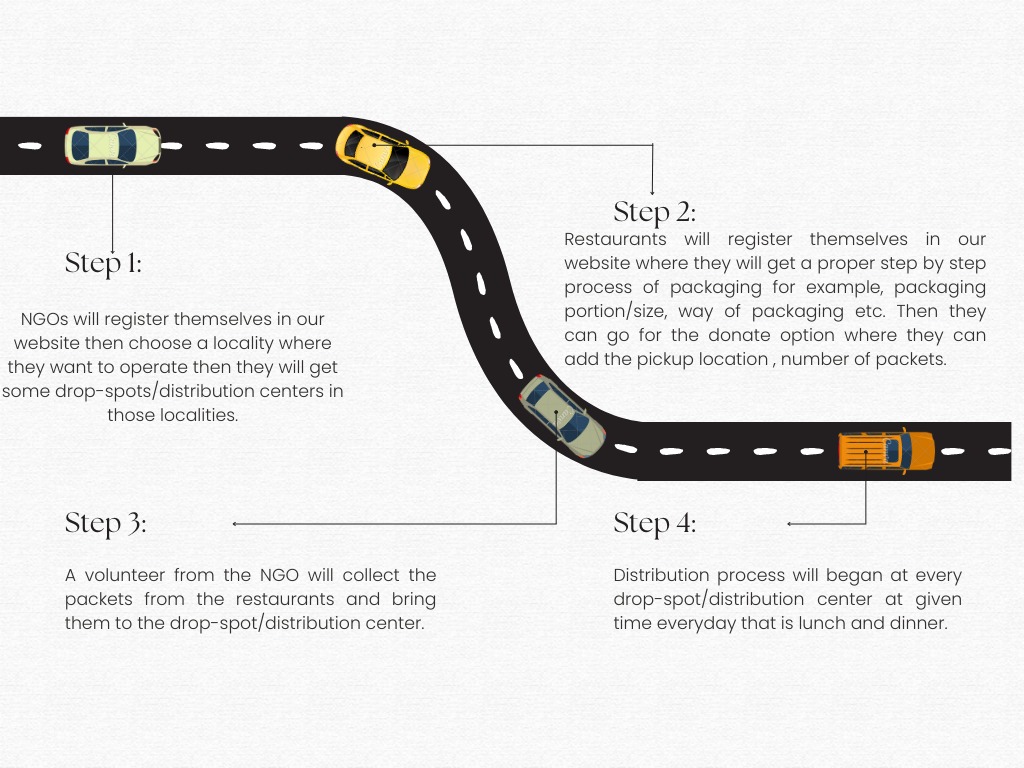 Step 1:
NGOs will register themselves in our
website then choose a locality where
they want to operate then they will get
some drop-spots/distribution centers in
those localities.
Step 2:
Restaurants will register themselves in our
website where they will get a proper step by step
process of packaging for example, packaging
portion/size, way of packaging etc. Then they
can go for the donate option where they can
add the pickup location , number of packets.
Step 3:
A volunteer from the NGO will collect the
packets from the restaurants and bring
them to the drop-spot/distribution center.
Step 4:
Distribution process will began at every
drop-spot/distribution center at given
time everyday that is lunch and dinner.